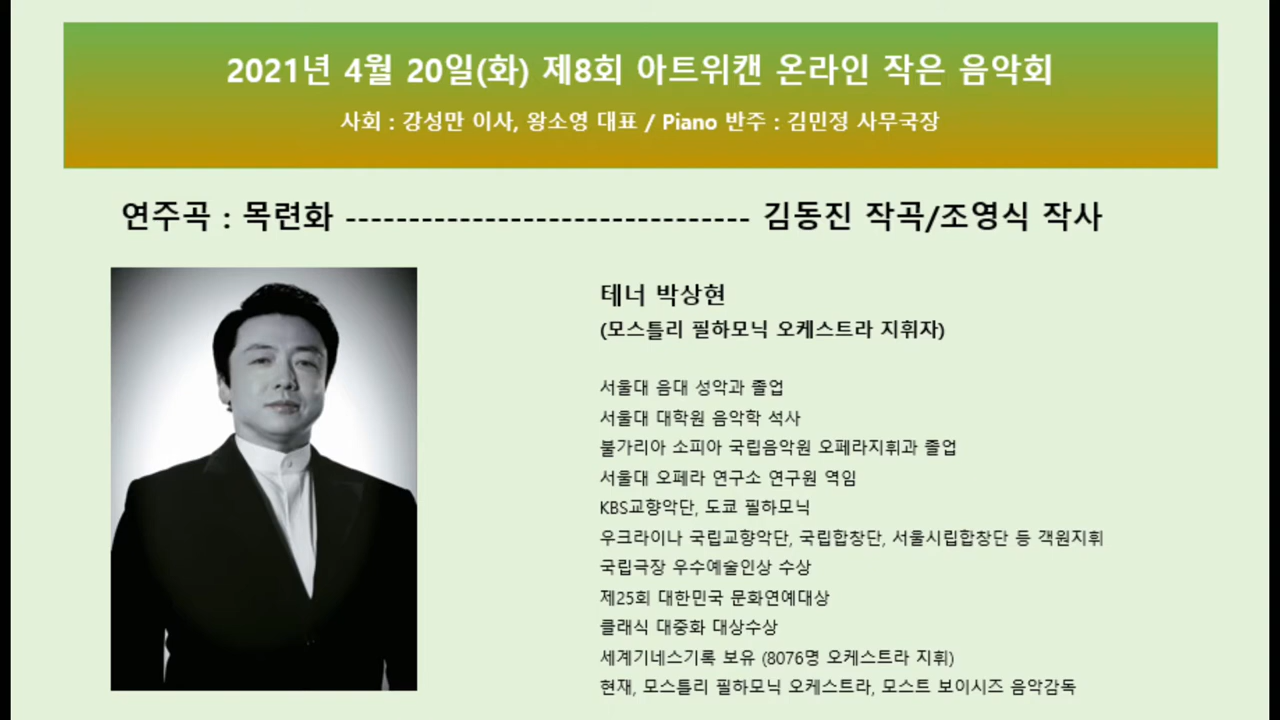 2021년 4월 20일(화) 제8회 아트위캔 온라인 작은 음악회
사회 : 강성만 이사, 왕소영 대표 / Piano 반주 : 김민정 사무국장
연주곡 : 목련화 -------------------------------- 김동진 작곡/조영식 작사
테너 박상현
(모스틀리 필하모닉 오케스트라 지휘자)
서울대 음대 성악과 졸업
서울대 대학원 음악학 석사
불가리아 소피아 국립음악원 오페라지휘과 졸업
서울대 오페라 연구소 연구원 역임
KBS교향악단, 도쿄 필하모닉
우크라이나 국립교향악단, 국립합창단, 서울시립합창단 등 객원지휘
국립극장 우수예술인상 수상
제25회 대한민국 문화연예대상
클래식 대중화 대상수상
세계기네스기록 보유 (8076명 오케스트라 지휘)
현재, 모스틀리 필하모닉 오케스트라, 모스트 보이시즈 음악감독